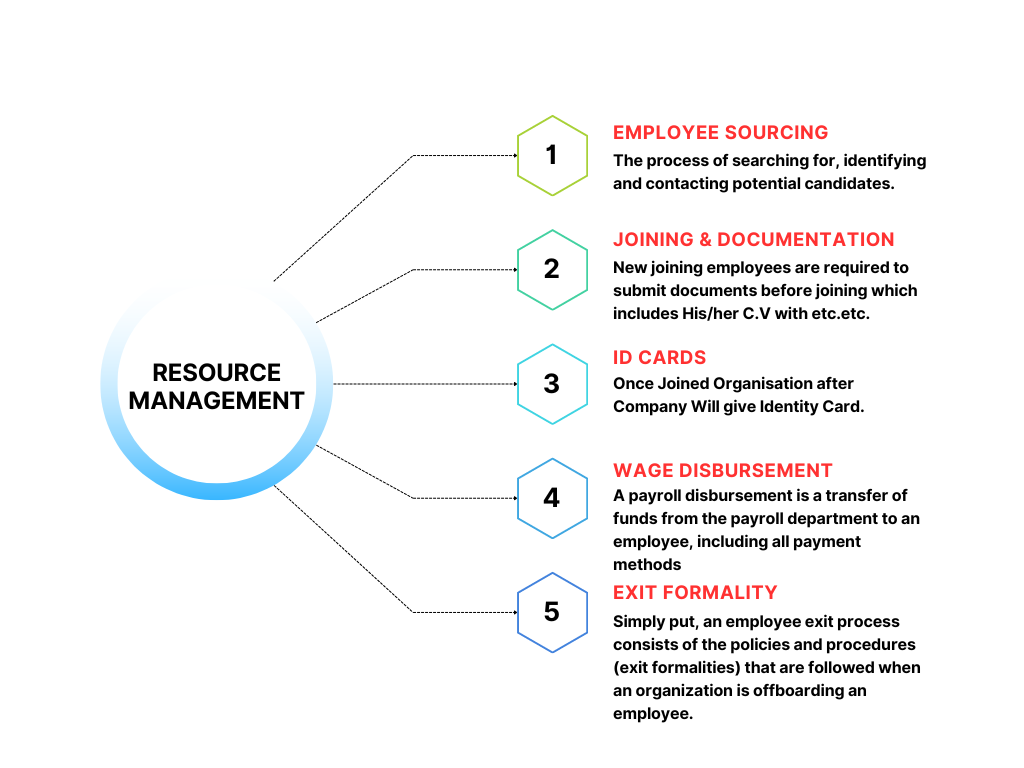 RESOURCE
MANAGEMENT
1
EMPLOYEE SOURCING
The process of searching for, identifying
and contacting potential candidates.
2
JOINING & DOCUMENTATION
New joining employees are required to
submit documents before joining which
includes His/her C.V with etc.etc.
3
ID CARDS
Once Joined Organisation after
Company Will give Identity Card.
4
WAGE DISBURSEMENT
A payroll disbursement is a transfer of
funds from the payroll department to an
employee, including all payment
methods
5
EXIT FORMALITY
Simply put, an employee exit process
consists of the policies and procedures
(exit formalities) that are followed when
an organization is offboarding an
employee.